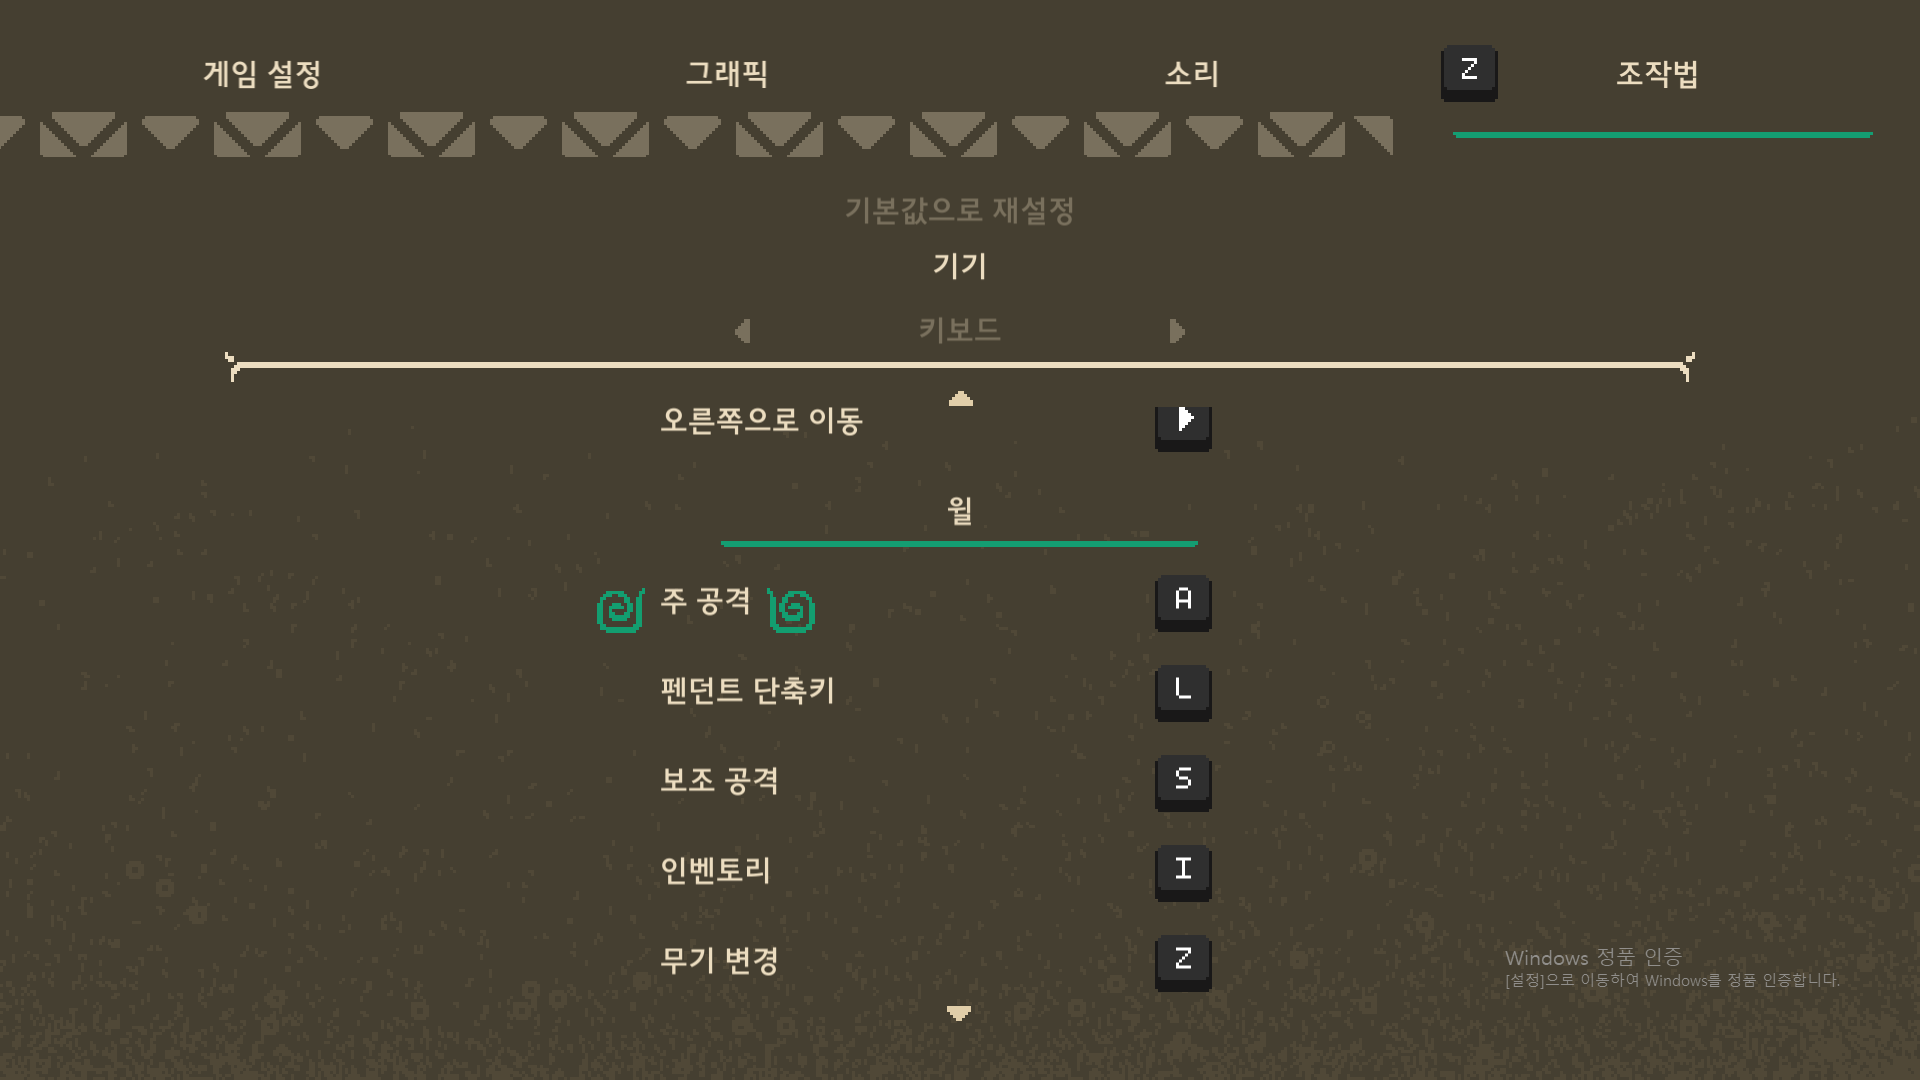 게임 설정 그래픽 소리 Z 조작법
기본값으로 재설정
기기
키보드
오른쪽으로 이동
윌
주 공격 A
펜던트 단축키 L
보조 공격 S
인벤토리 I
무기 변경 Z
Windows 정품 인증
[설정]으로 이동하여 Windows를 정품 인증합니다.